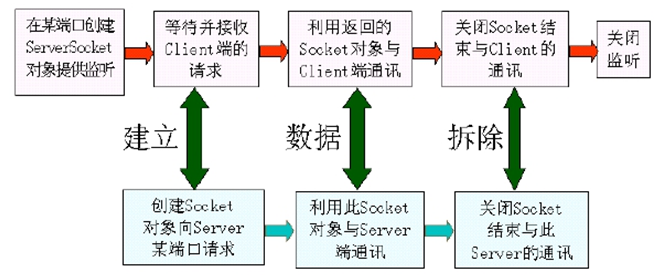 在某端口创建
ServerSocket
对象提供监听
等待并接收
Client端的
请求
利用返回的
Socket对象与
Client端通讯
关闭Socket结
束与Client的
通讯
关闭
监听
建立
数据
拆除
创建Socket
对象向Server
某端口请求
利用此Socket
对象与Server
端通讯
关闭Socket
结束与此
Server的通讯